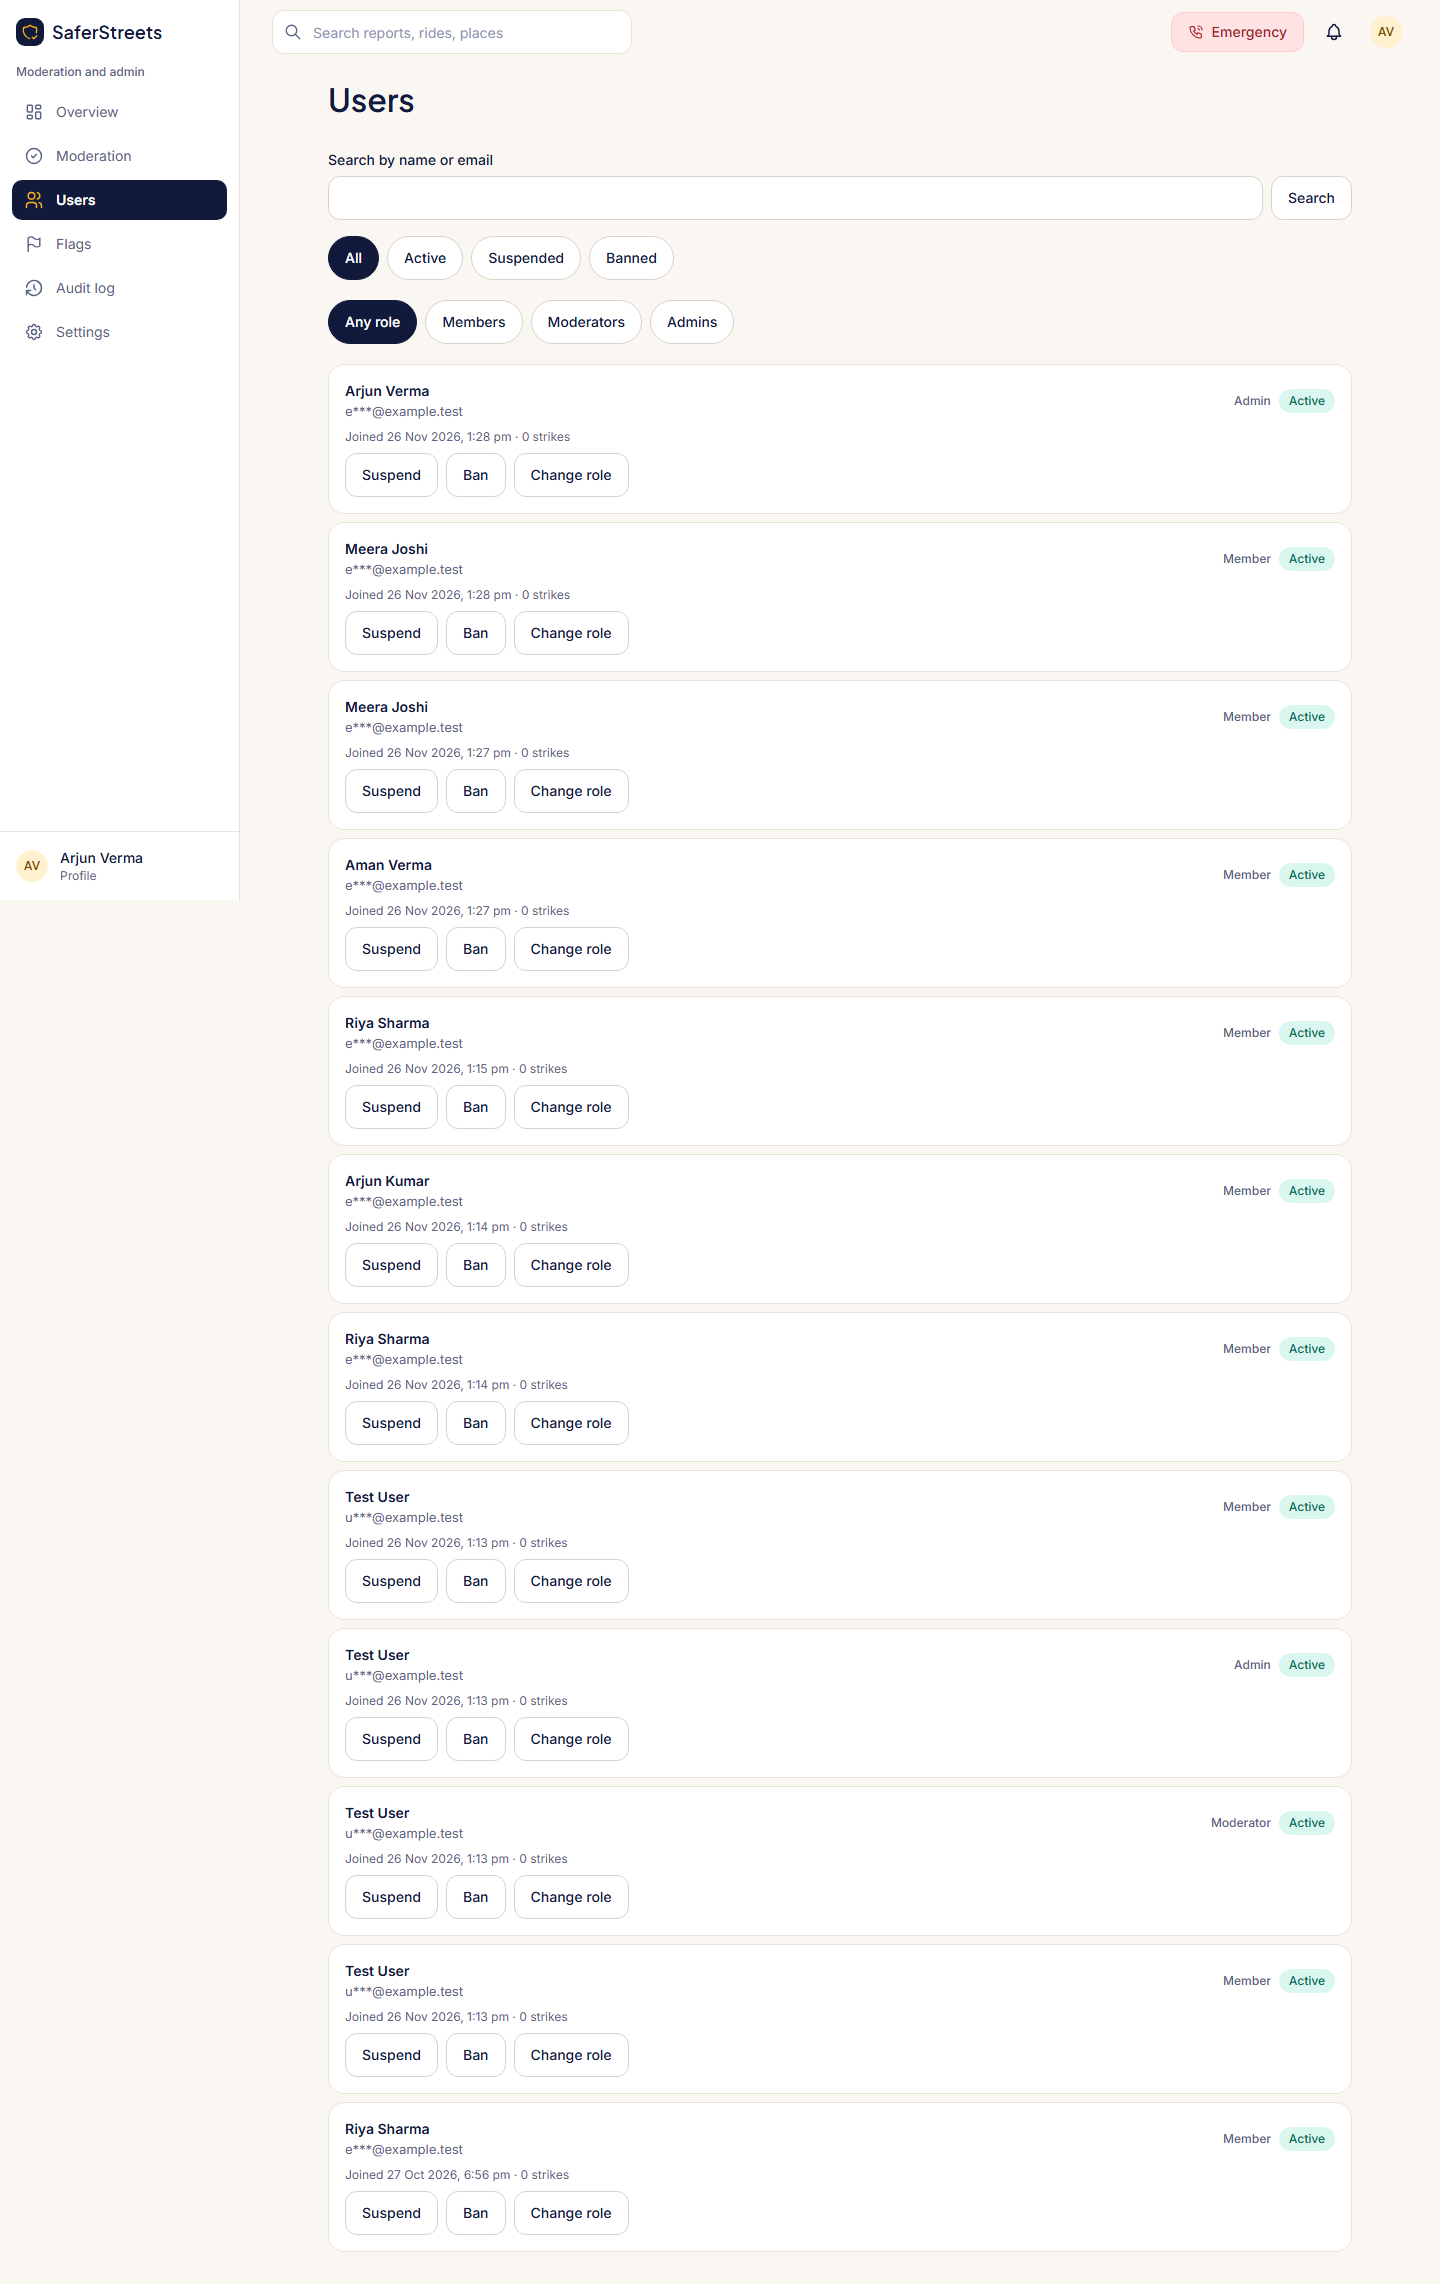 SaferStreets
Moderation and admin
Overview
Moderation
Users
Flags
Audit log
Settings
AV
Arjun Verma
Profile
Search reports, rides, places
Emergency
AV
Users
Search by name or email
Search
All Active Suspended Banned
Any role Members Moderators Admins
Arjun Verma
e***@example.test
Admin Active
Joined 26 Nov 2026, 1:28 pm · 0 strikes
Suspend Ban Change role
Meera Joshi
e***@example.test
Member Active
Joined 26 Nov 2026, 1:28 pm · 0 strikes
Suspend Ban Change role
Meera Joshi
e***@example.test
Member Active
Joined 26 Nov 2026, 1:27 pm · 0 strikes
Suspend Ban Change role
Aman Verma
e***@example.test
Member Active
Joined 26 Nov 2026, 1:27 pm · 0 strikes
Suspend Ban Change role
Riya Sharma
e***@example.test
Member Active
Joined 26 Nov 2026, 1:15 pm · 0 strikes
Suspend Ban Change role
Arjun Kumar
e***@example.test
Member Active
Joined 26 Nov 2026, 1:14 pm · 0 strikes
Suspend Ban Change role
Riya Sharma
e***@example.test
Member Active
Joined 26 Nov 2026, 1:14 pm · 0 strikes
Suspend Ban Change role
Test User
u***@example.test
Member Active
Joined 26 Nov 2026, 1:13 pm · 0 strikes
Suspend Ban Change role
Test User
u***@example.test
Admin Active
Joined 26 Nov 2026, 1:13 pm · 0 strikes
Suspend Ban Change role
Test User
u***@example.test
Moderator Active
Joined 26 Nov 2026, 1:13 pm · 0 strikes
Suspend Ban Change role
Test User
u***@example.test
Member Active
Joined 26 Nov 2026, 1:13 pm · 0 strikes
Suspend Ban Change role
Riya Sharma
e***@example.test
Member Active
Joined 27 Oct 2026, 6:56 pm · 0 strikes
Suspend Ban Change role